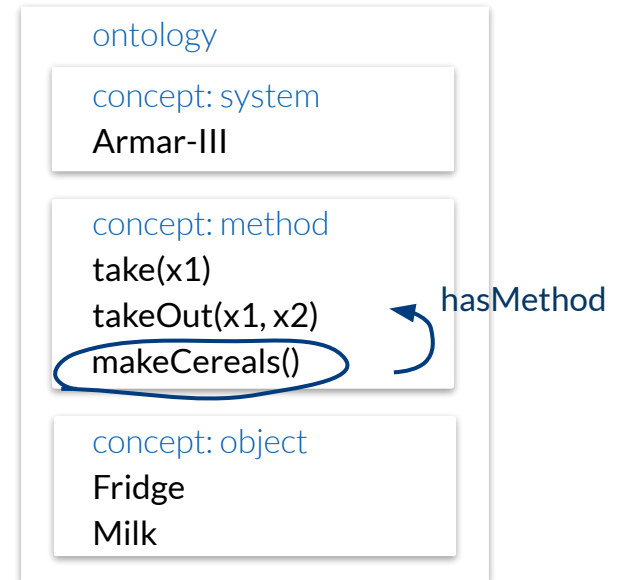 ontology
concept: system
Armar-III
concept: method
take(x1)
takeOut(x1, x2)
hasMethod
makeCereals()
concept: object
Fridge
Milk